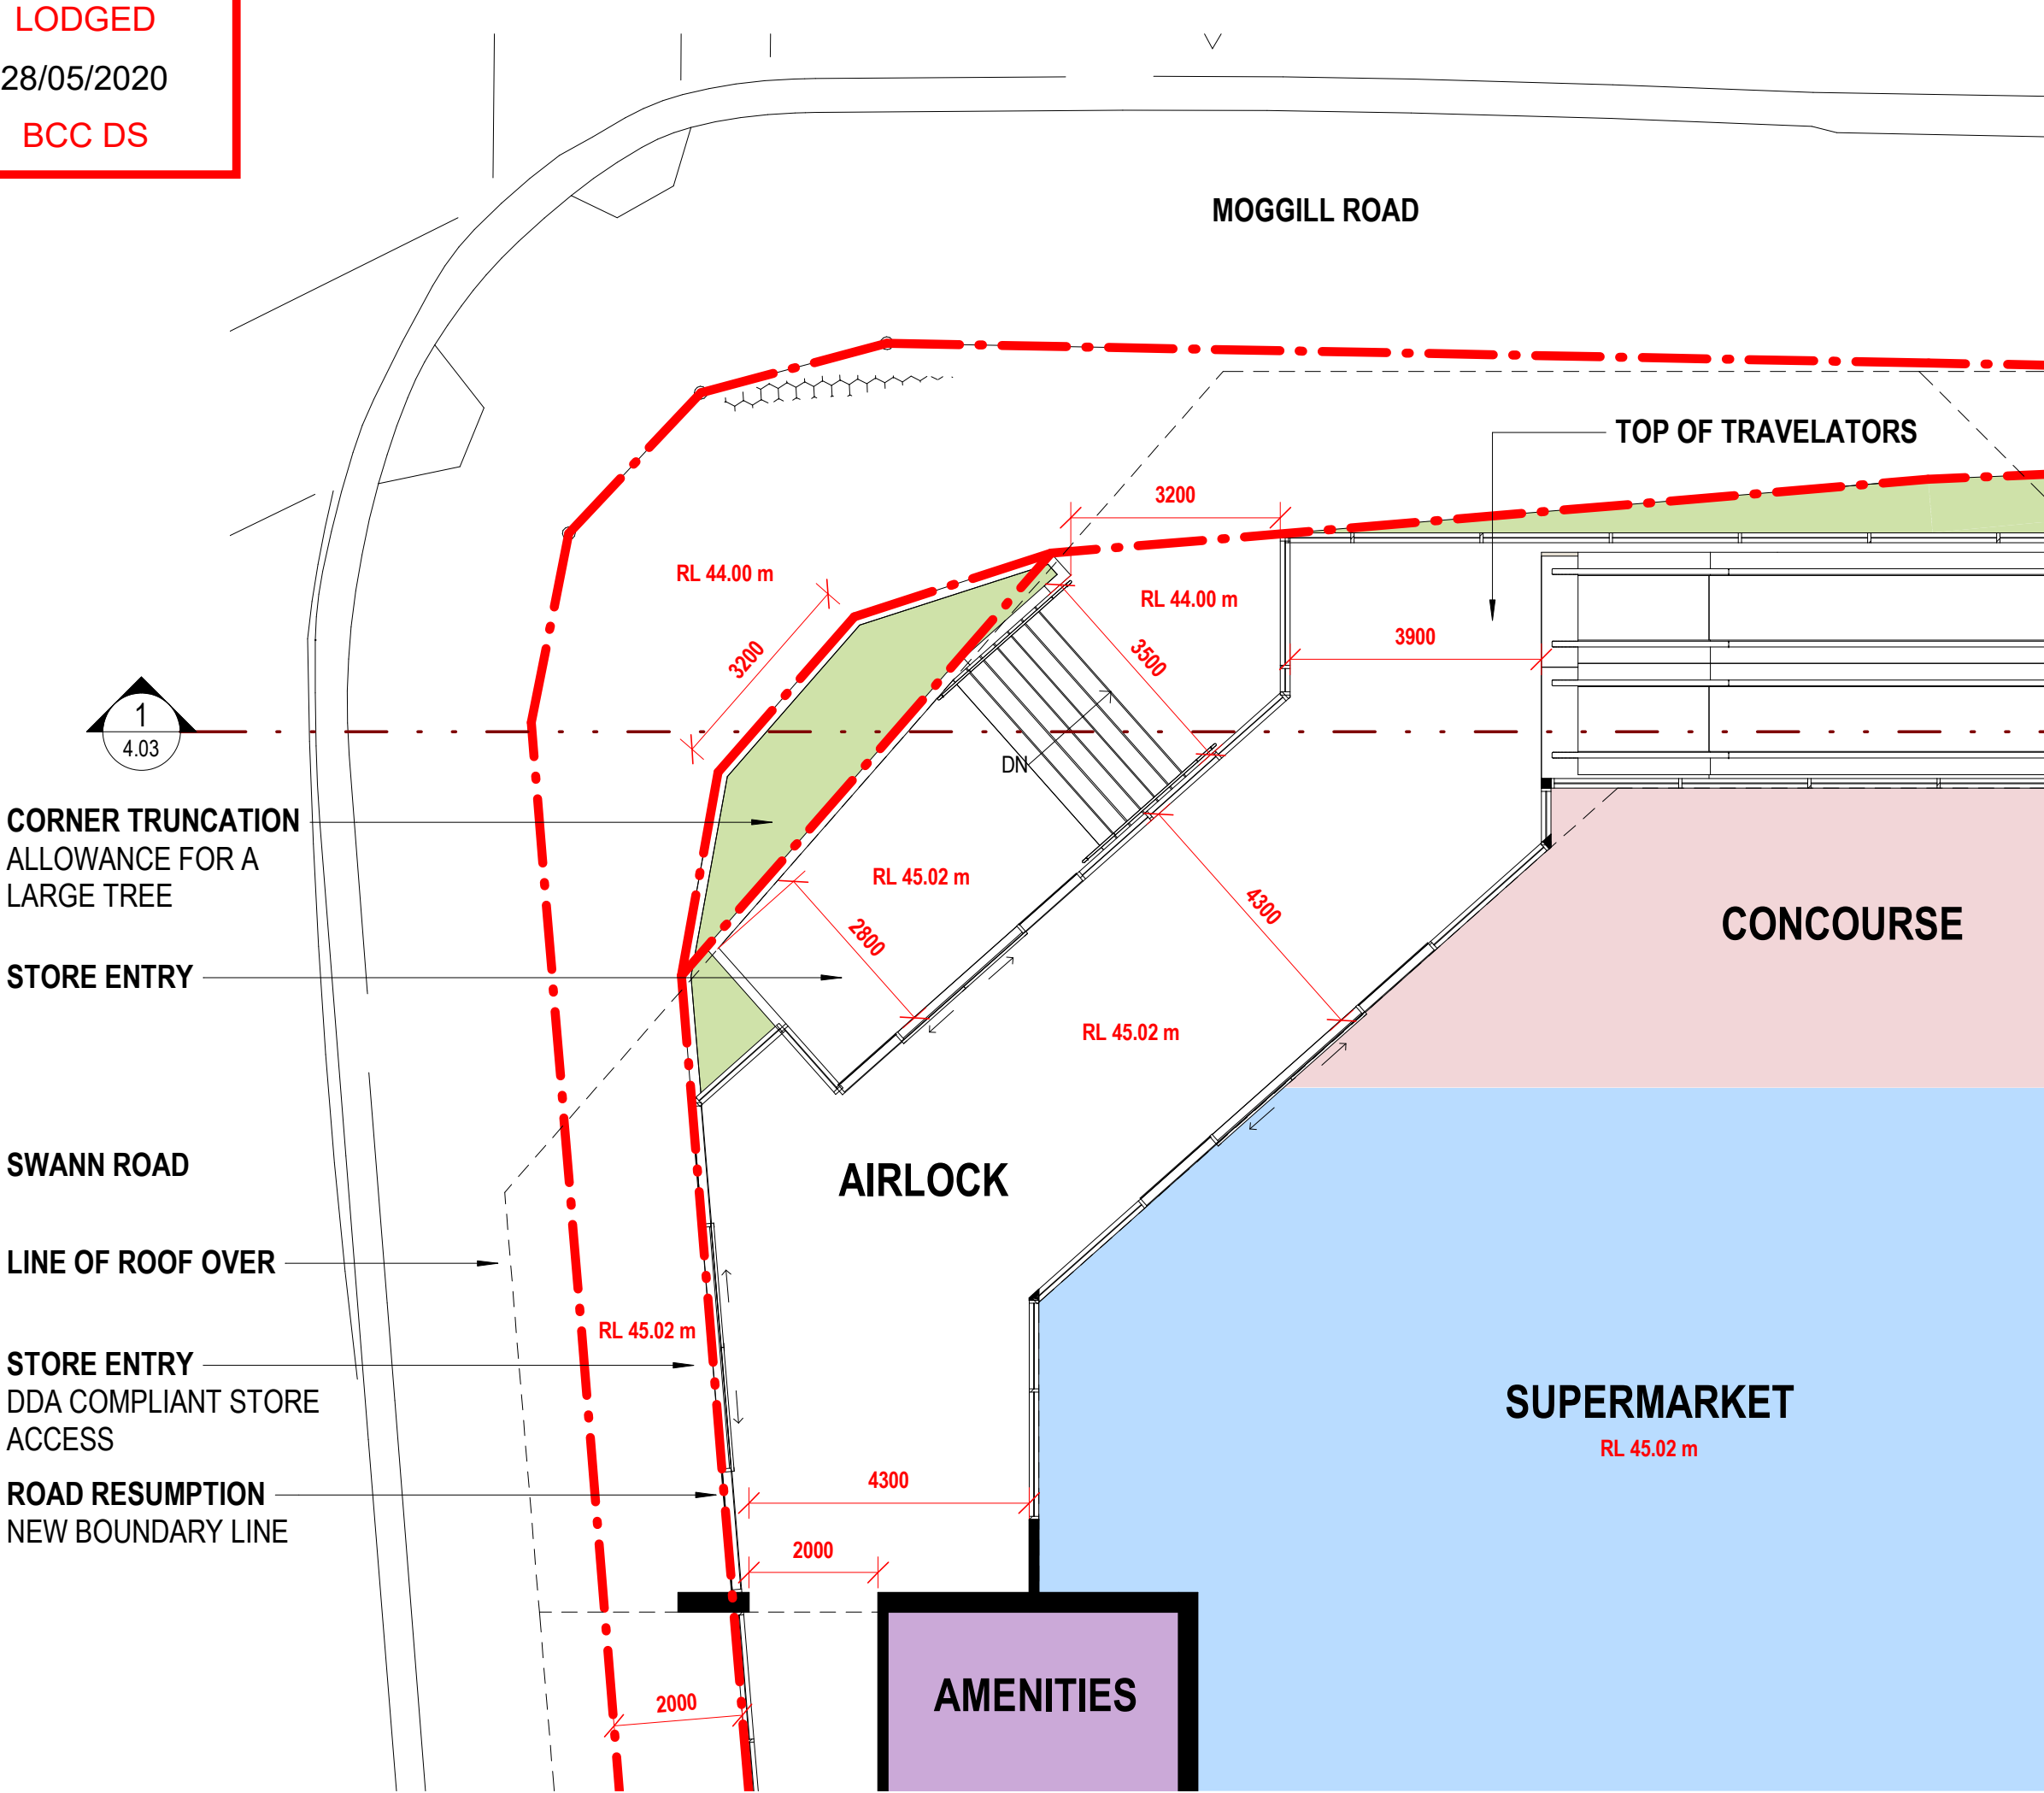 LODGED
28/05/2020
BCC DS
MOGGILL ROAD
TOP OF TRAVELATORS
3200
RL 44.00 m
RL 44.00 m
3200
3500
3900
1
4.03
DN
CORNER TRUNCATION
ALLOWANCE FOR A
LARGE TREE
RL 45.02 m
2800
4300
CONCOURSE
STORE ENTRY
RL 45.02 m
SWANN ROAD
AIRLOCK
LINE OF ROOF OVER
RL 45.02 m
STORE ENTRY
DDA COMPLIANT STORE
ACCESS
SUPERMARKET
RL 45.02 m
ROAD RESUMPTION
NEW BOUNDARY LINE
4300
2000
AMENITIES
2000